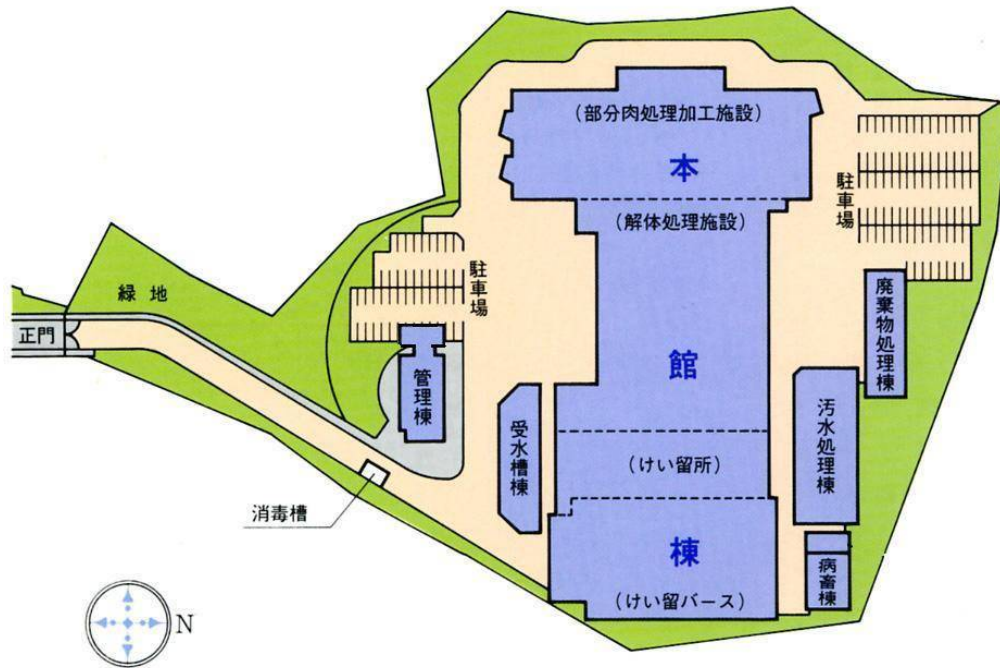 (部分肉処理加工施設)
本
(解体処理施設)
駐車場
駐車場
緑地
正門
廃棄物処理棟
管理棟
館
汚水処理棟
受水槽棟
(けい留所)
消毒槽
棟
病畜棟
(けい留バース)
N